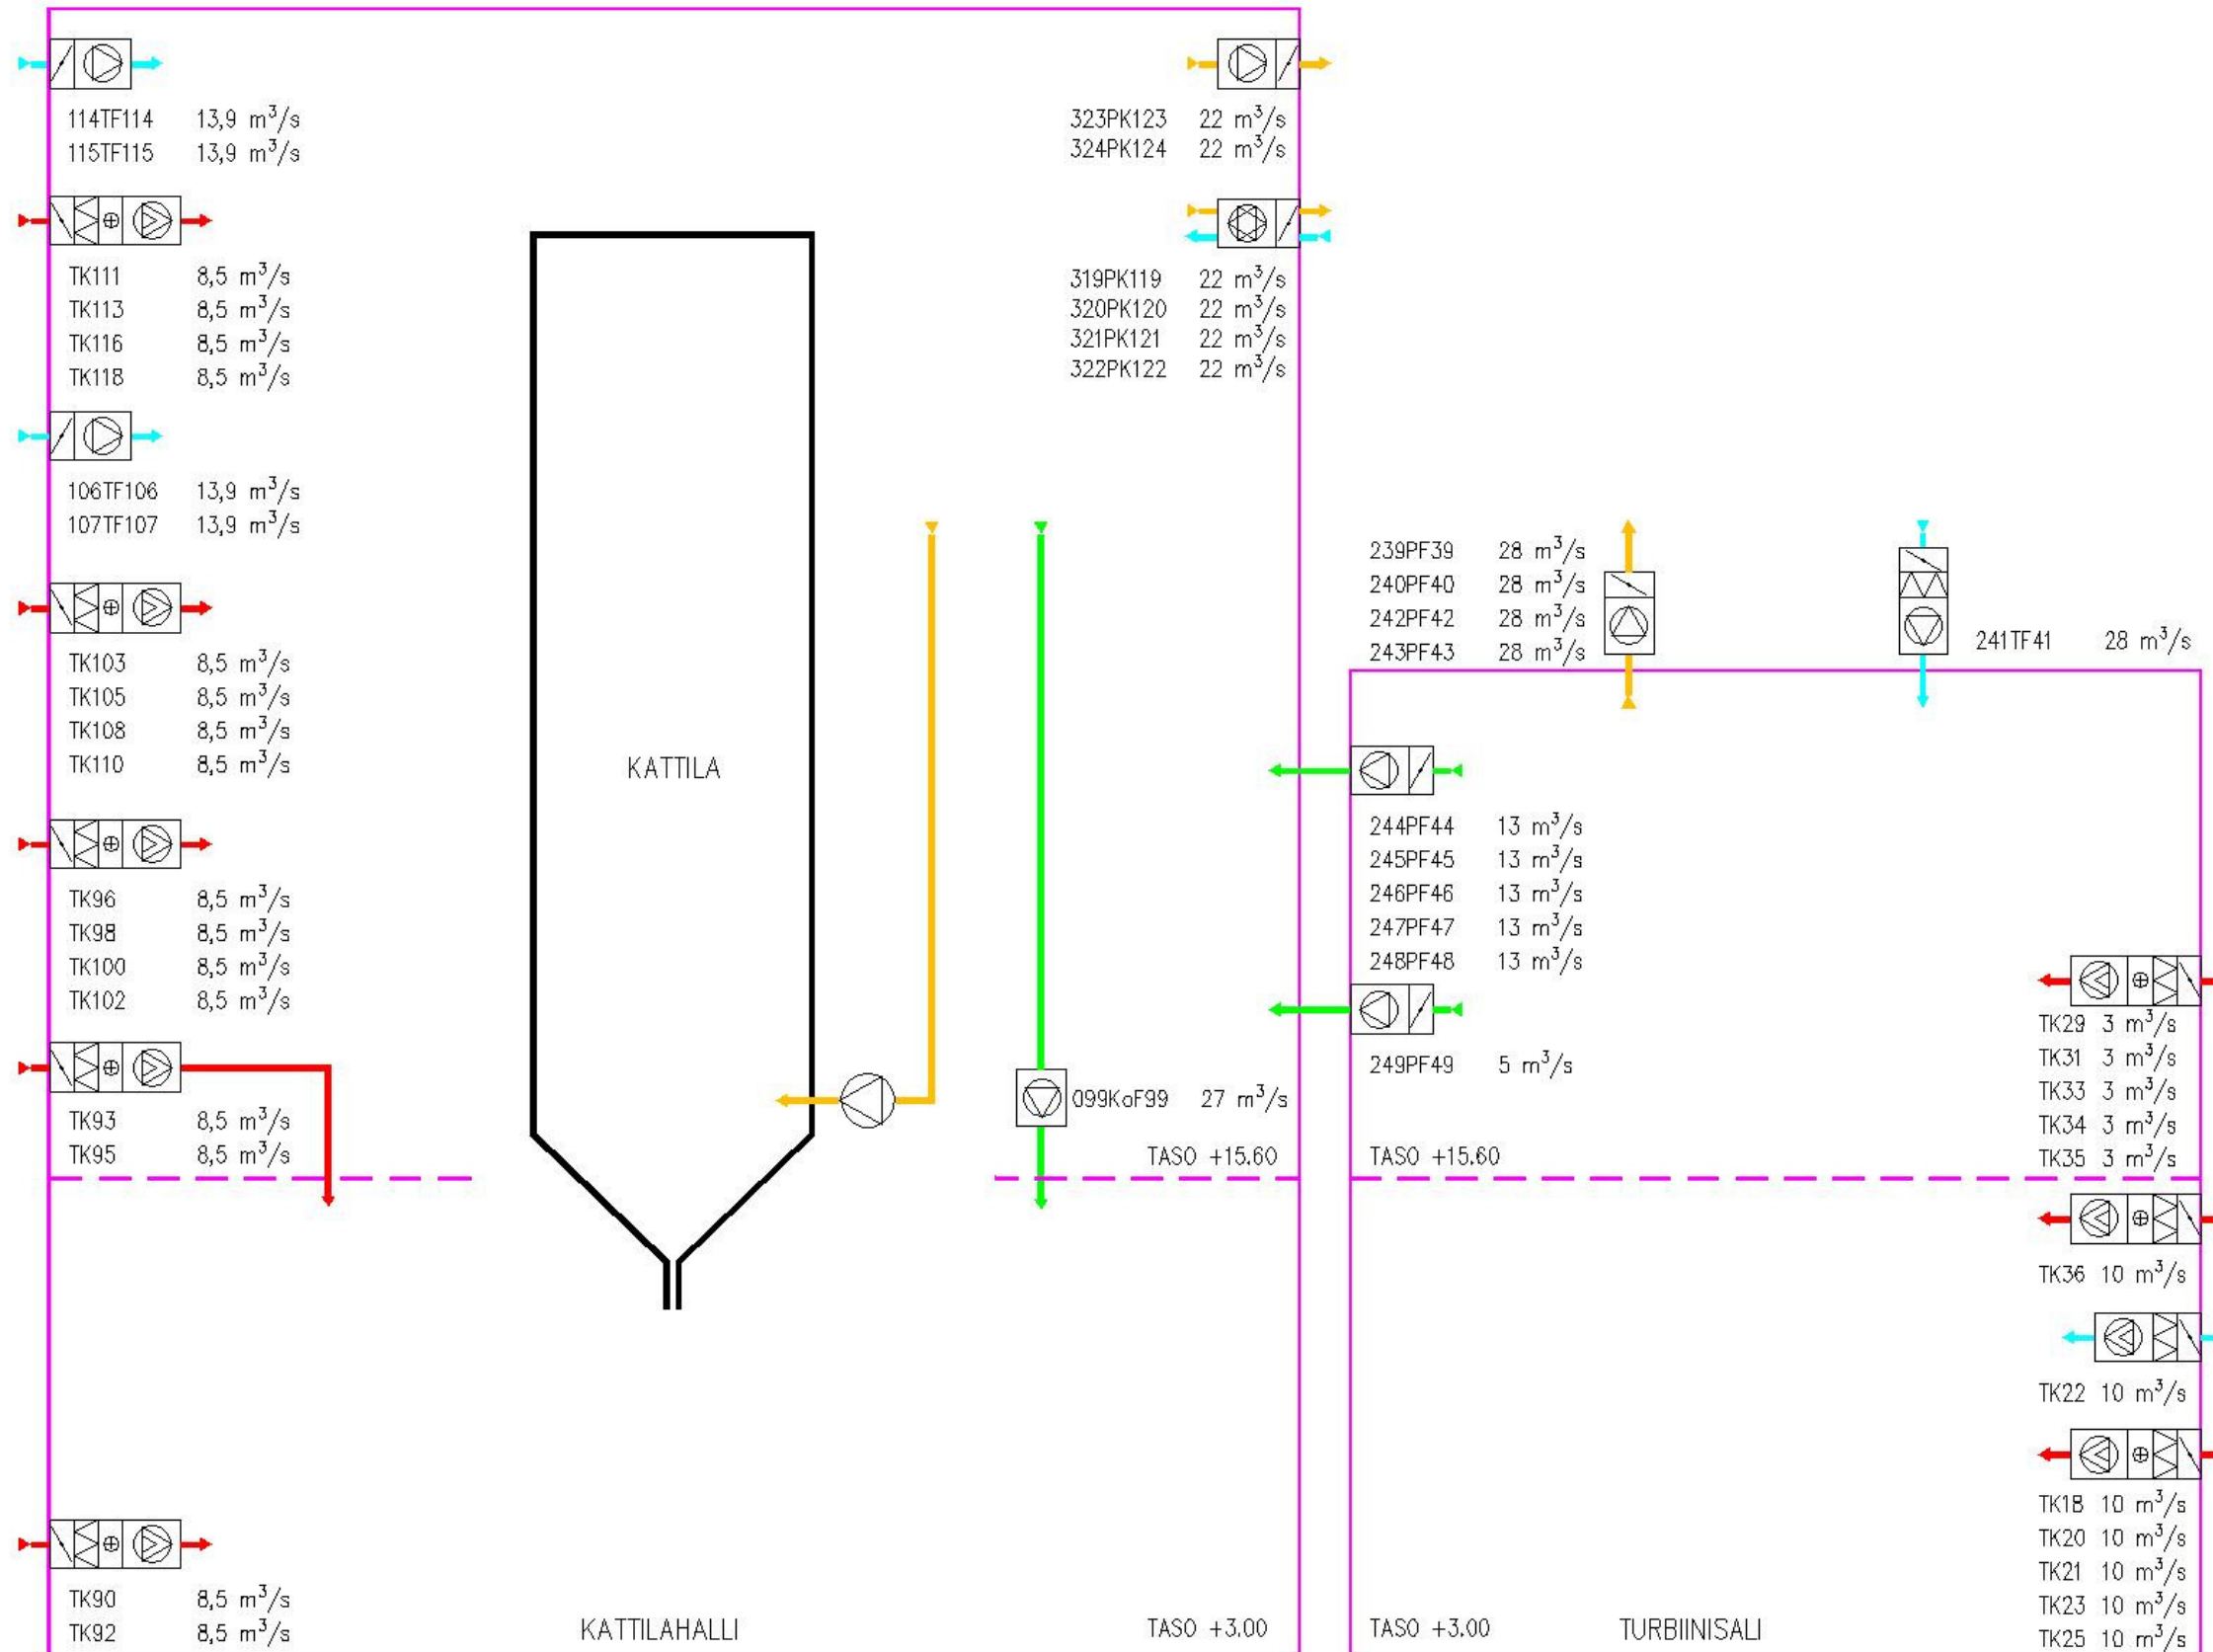 114TF114 13,9 m³/s
115TF115 13,9 m³/s
TK111 8,5 m³/s
TK113 8,5 m³/s
TK116 8,5 m³/s
TK118 8,5 m³/s
106TF106 13,9 m³/s
107TF107 13,9 m³/s
TK103 8,5 m³/s
TK105 8,5 m³/s
TK108 8,5 m³/s
TK110 8,5 m³/s
TK96 8,5 m³/s
TK98 8,5 m³/s
TK100 8,5 m³/s
TK102 8,5 m³/s
TK93 8,5 m³/s
TK95 8,5 m³/s
TK90 8,5 m³/s
TK92 8,5 m³/s
KATTILA
KATTILAHALLI
323PK123 22 m³/s
324PK124 22 m³/s
319PK119 22 m³/s
320PK120 22 m³/s
321PK121 22 m³/s
322PK122 22 m³/s
099KoF99 27 m³/s
TASO +15.60
TASO +3.00
239PF39 28 m³/s
240PF40 28 m³/s
242PF42 28 m³/s
243PF43 28 m³/s
241TF41 28 m³/s
244PF44 13 m³/s
245PF45 13 m³/s
246PF46 13 m³/s
247PF47 13 m³/s
248PF48 13 m³/s
249PF49 5 m³/s
TASO +15.60
TK29 3 m³/s
TK31 3 m³/s
TK33 3 m³/s
TK34 3 m³/s
TK35 3 m³/s
TK36 10 m³/s
TK22 10 m³/s
TK18 10 m³/s
TK20 10 m³/s
TK21 10 m³/s
TK23 10 m³/s
TK25 10 m³/s
TASO +3.00
TURBIINISALI